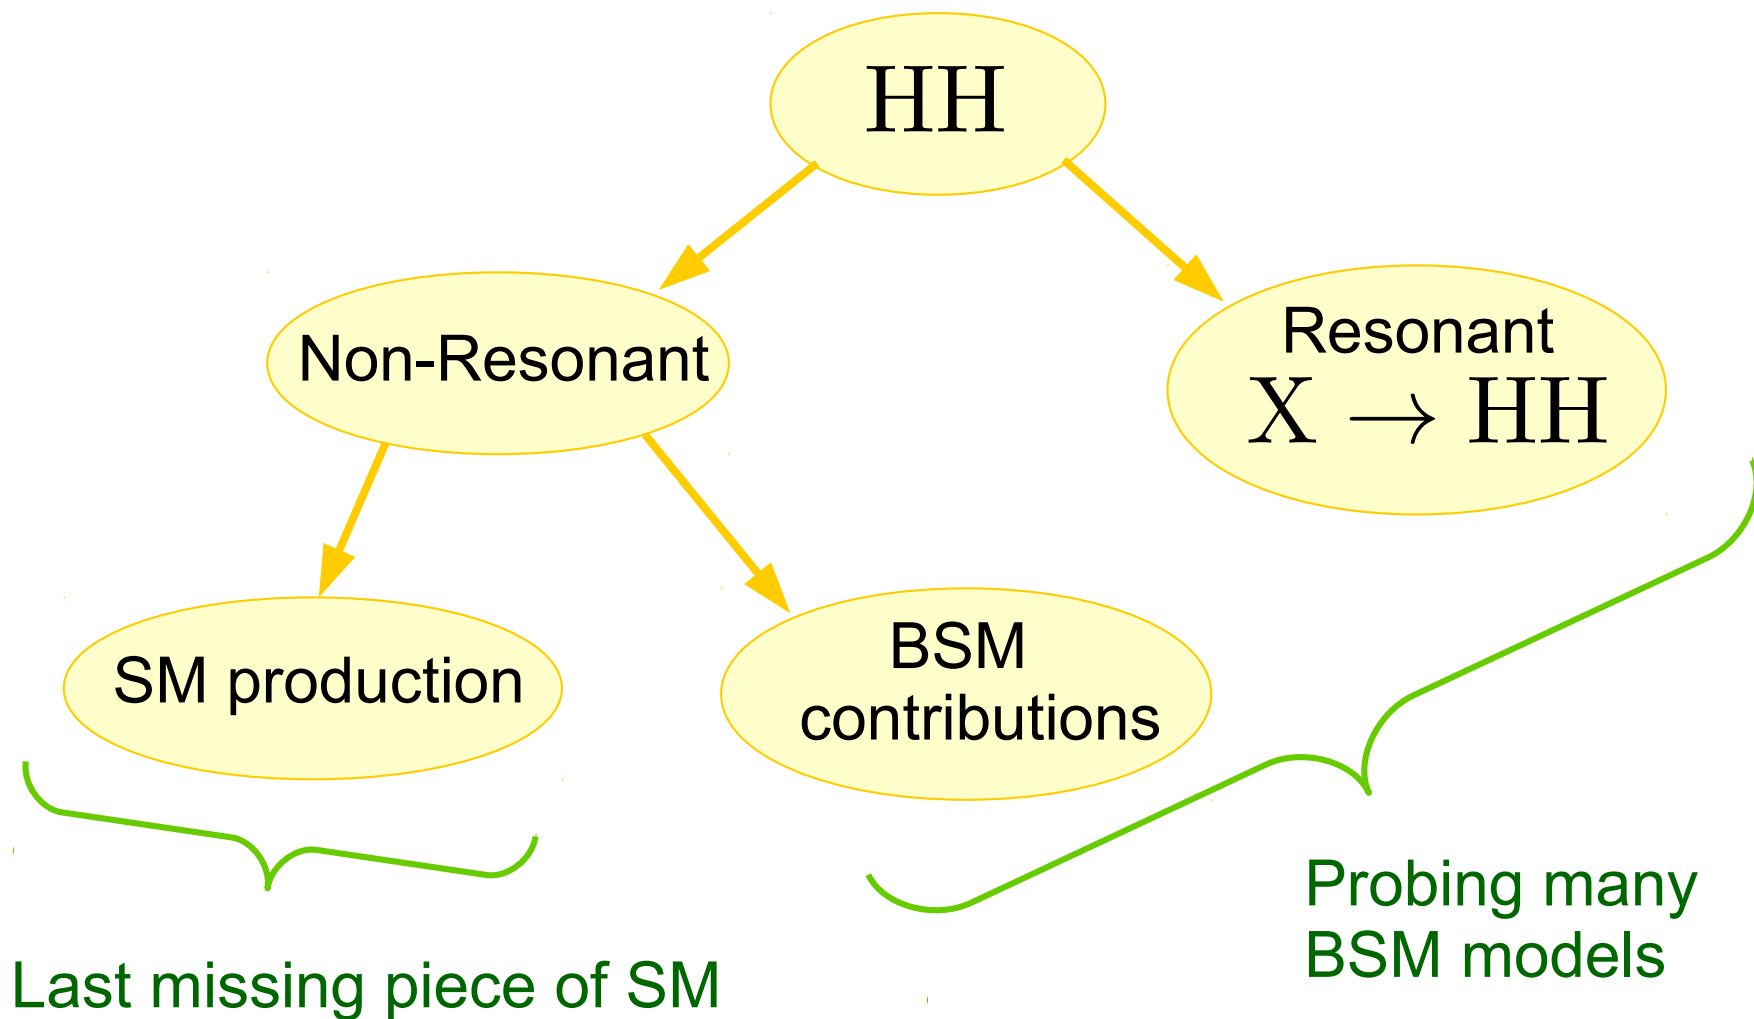 HH
Non-Resonant
Resonant
X → HH
SM production
BSM
contributions
Probing many
BSM models
Last missing piece of SM